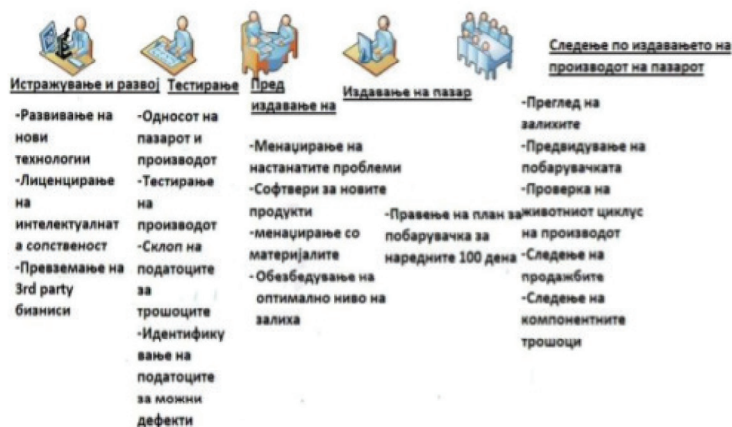 Истражување и развој
-Развивање на
нови
технологии
-Лиценцирање
на
интелектуалнат
а сопственост
-Превземање на
3rd party
бизниси
Тестирање
-Односот на
пазарот и
производот
-Тестирање
на
производот
-Склоп на
податоците
за
трошоците
-Идентифику
вање на
податоците
за можни
дефекти
Пред
издавање на
-Менаџирање на
настанатите проблеми
-Софтвери за новите
продукти
-менаџирање со
материјалите
-Обезбедување на
оптимално ниво на
залиха
Издавање на пазар
-Правење на план за
побарувачка за
наредните 100 дена
Следење по издавањето на
производот на пазарот
-Преглед на
залихите
-Предвидување на
побарувачката
-Проверка на
животниот циклус
на производот
-Следење на
продажбите
-Следење на
компонентните
трошоци